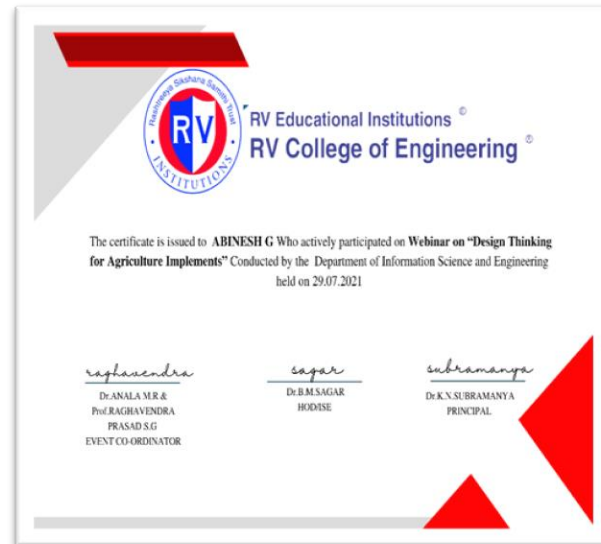 Rashtreeya Sikshana Samithi Trust
RV
INSTITUTIONS
RV Educational Institutions ©
RV College of Engineering ®
The certificate is issued to ABINESH G Who actively participated on Webinar on “Design Thinking
for Agriculture Implements” Conducted by the Department of Information Science and Engineering
held on 29.07.2021
raghavendra
Dr.ANALA M.R &
Prof.RAGHAVENDRA
PRASAD S.G
EVENT CO-ORDINATOR
sagar
Dr.B.M.SAGAR
HOD/ISE
subramanya
Dr.K.N.SUBRAMANYA
PRINCIPAL